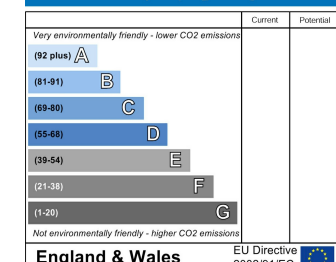 Current Potential
Very environmentally friendly - lower CO2 emissions
(92 plus) A
(81-91) B
(69-80) C
(55-68) D
(39-54) E
(21-38) F
(1-20) G
Not environmentally friendly - higher CO2 emissions
England & Wales
EU Directive